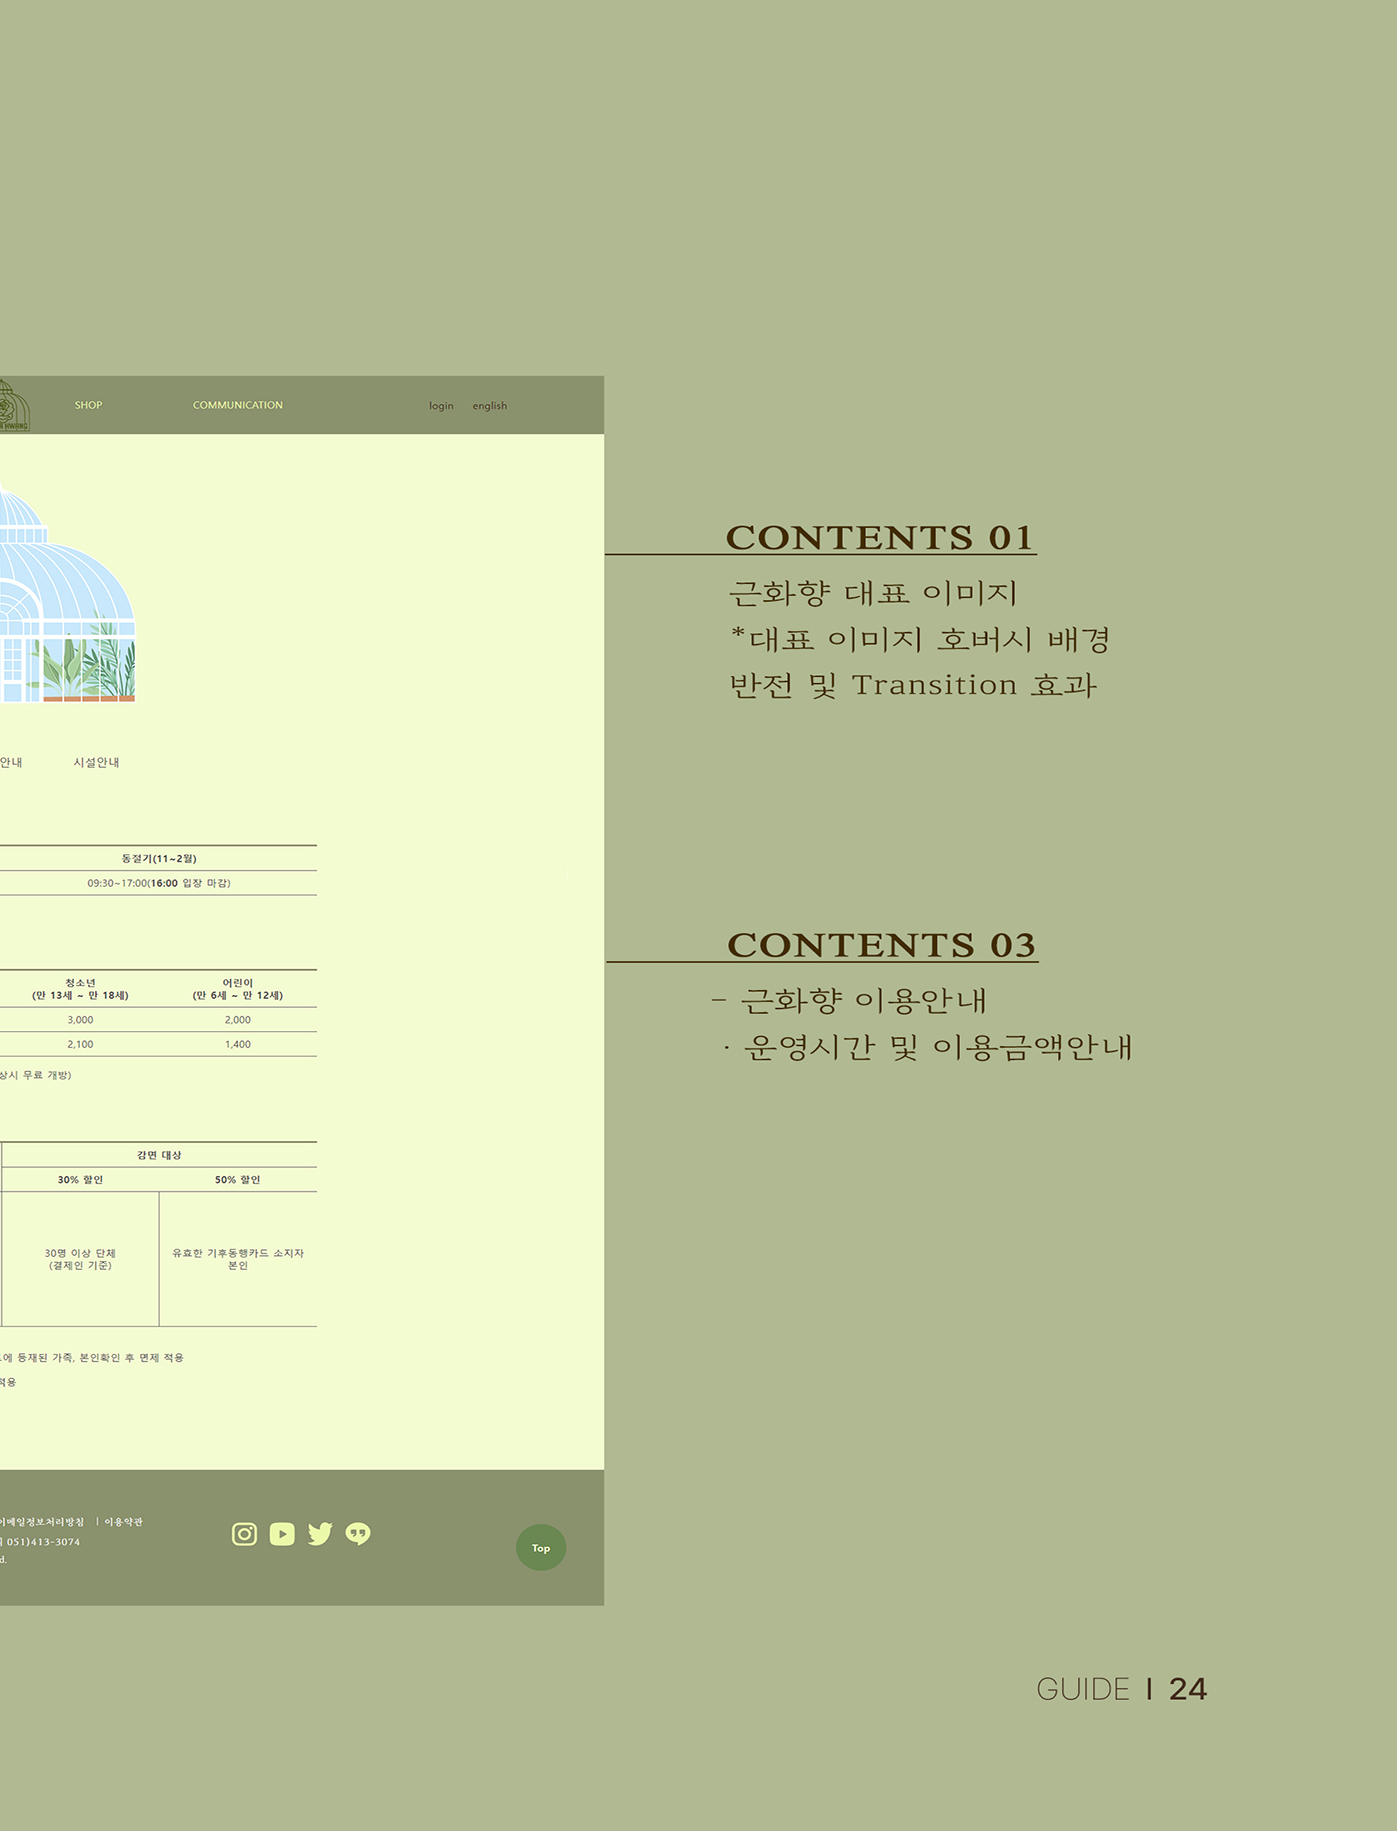 SHOP COMMUNICATION login english
HWANG
안내 시설안내
동절기(11~2월)
09:30~17:00(16:00 입장 마감)
청소년 어린이
(만 13세 ~ 만 18세) (만 6세 ~ 만 12세)
3,000 2,000
2,100 1,400
상시 무료 개방)
감면 대상
30% 할인 50% 할인
30명 이상 단체
(결제인 기준)
유효한 기후동행카드 소지자
본인
에 등재된 가족, 본인확인 후 면제 적용
적용
이메일정보처리방침 | 이용약관
051)413-3074
d.
Top
CONTENTS 01
근화향 대표 이미지
*대표 이미지 호버시 배경
반전 및 Transition 효과
CONTENTS 03
- 근화향 이용안내
· 운영시간 및 이용금액안내
GUIDE I 24